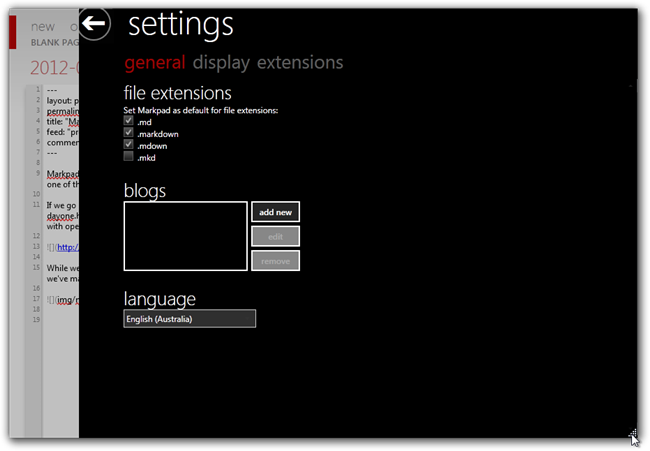 settings
general display extensions
file extensions
Set Markpad as default for file extensions:
.md
.markdown
.mdown
.mkd
blogs
add new
edit
remove
language
English (Australia)
new
BLANK PAG
2012-0
1 ---
2 layout: p
3 permalin
4 title: "Ma
5 feed: "pr
6 commen
7 ---
8
9 Markpad
one of th
10
11 If we go
dayone.h
with ope
12
13 ![](http:/
14
15 While we
we've ma
16
17 ![](img/r
18
19